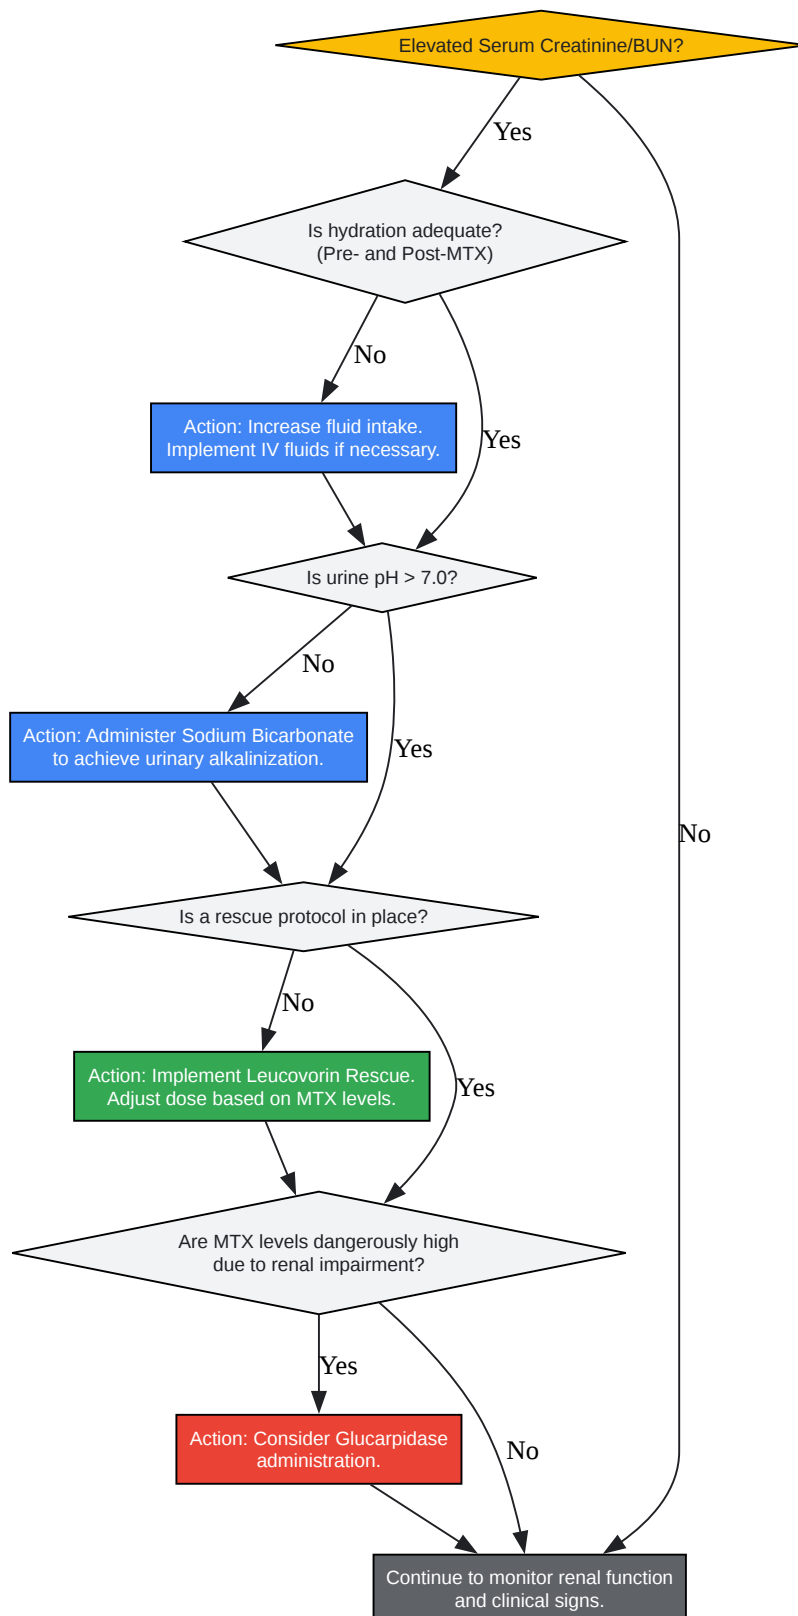 Elevated Serum Creatinine/BUN?
Yes
Is hydration adequate?
(Pre- and Post-MTX)
No
Action: Increase fluid intake.
Implement IV fluids if necessary.
Yes
Is urine pH > 7.0?
No
Action: Administer Sodium Bicarbonate
to achieve urinary alkalinization.
Yes
No
Is a rescue protocol in place?
No
Action: Implement Leucovorin Rescue.
Adjust dose based on MTX levels.
Yes
Are MTX levels dangerously high
due to renal impairment?
Yes
Action: Consider Glucarpidase
administration.
No
Continue to monitor renal function
and clinical signs.